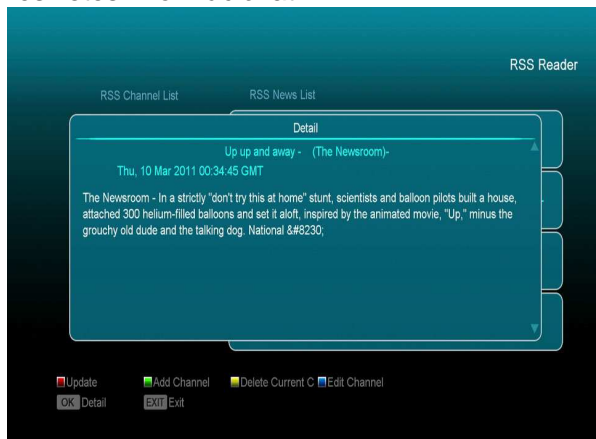 RSS Reader
RSS Channel List
RSS News List
Detail
Up up and away - (The Newsroom)-
Thu, 10 Mar 2011 00:34:45 GMT
The Newsroom - In a strictly "don't try this at home" stunt, scientists and balloon pilots built a house,
attached 300 helium-filled balloons and set it aloft, inspired by the animated movie, "Up," minus the
grouchy old dude and the talking dog. National &#8230;
Update
Add Channel
Delete Current C
Edit Channel
OK Detail
EXIT Exit